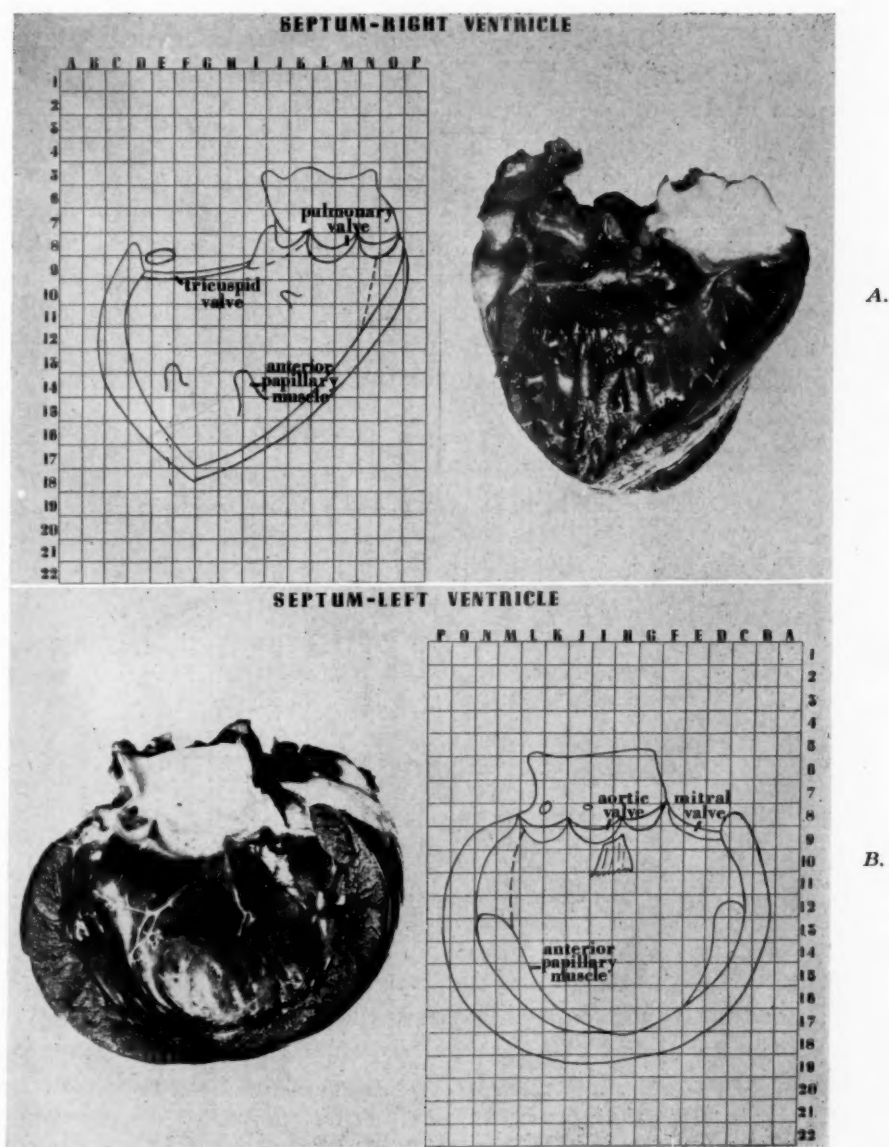 SEPTUM-RIGHT VENTRICLE
A B C D E F G H I J K L M N O P
1
2
3
4
5
6
7
8
9
10
11
12
13
14
15
16
17
18
19
20
21
22
pulmonary
valve
tricuspid
valve
anterior
papillary
muscle
A.
SEPTUM-LEFT VENTRICLE
P O N M L K J I H G F E D C B A
1
2
3
4
5
6
7
8
9
10
11
12
13
14
15
16
17
18
19
20
21
22
aortic
valve
mitral
valve
anterior
papillary
muscle
B.